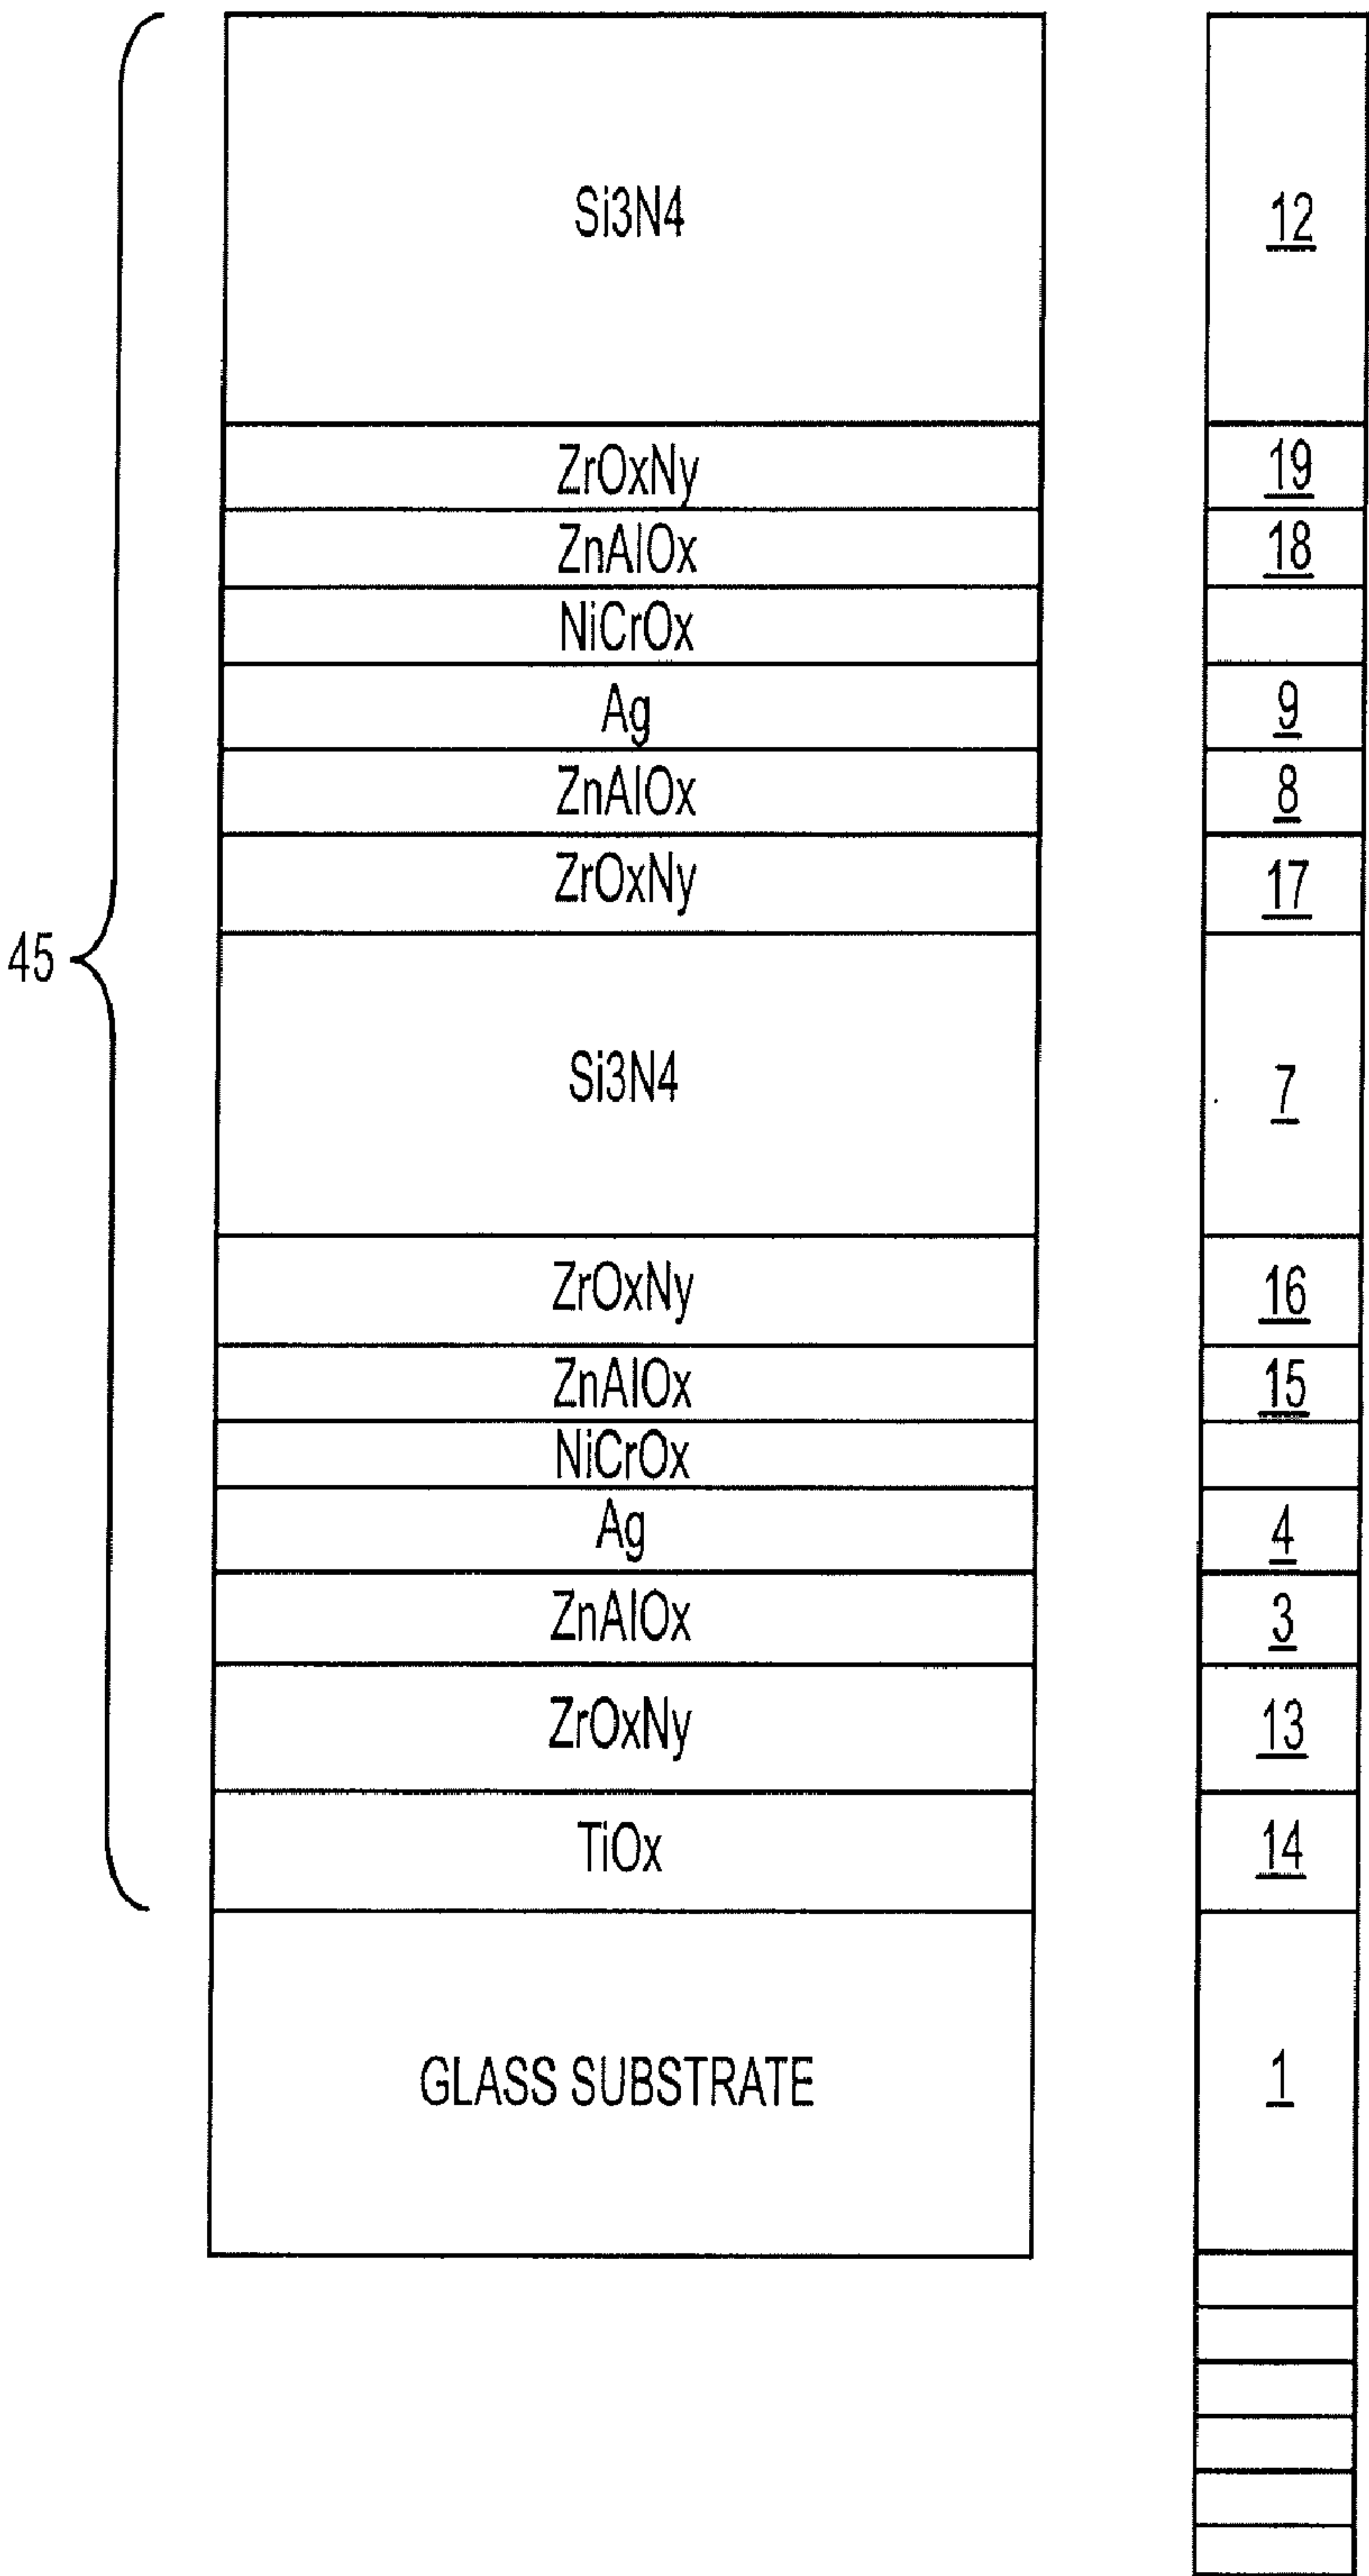 Si3N4 12
ZrOxNy 19
ZnAlOx 18
NiCrOx
Ag 9
ZnAlOx 8
ZrOxNy 17
45
Si3N4 7
ZrOxNy 16
ZnAlOx 15
NiCrOx
Ag 4
ZnAlOx 3
ZrOxNy 13
TiOx 14
GLASS SUBSTRATE 1